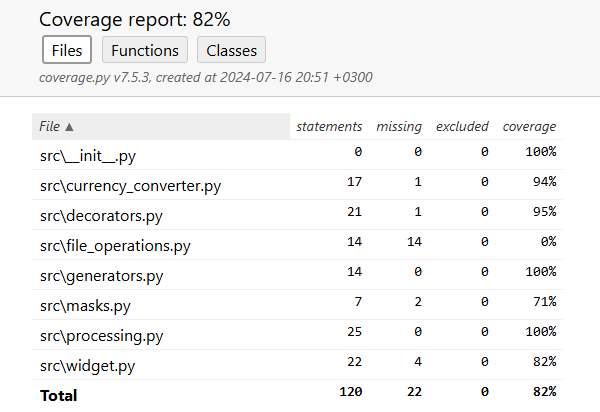 Coverage report: 82%
Files Functions Classes
coverage.py v7.5.3, created at 2024-07-16 20:51 +0300
File ▲ statements missing excluded coverage
src\__init__.py 0 0 0 100%
src\currency_converter.py 17 1 0 94%
src\decorators.py 21 1 0 95%
src\file_operations.py 14 14 0 0%
src\generators.py 14 0 0 100%
src\masks.py 7 2 0 71%
src\processing.py 25 0 0 100%
src\widget.py 22 4 0 82%
Total 120 22 0 82%